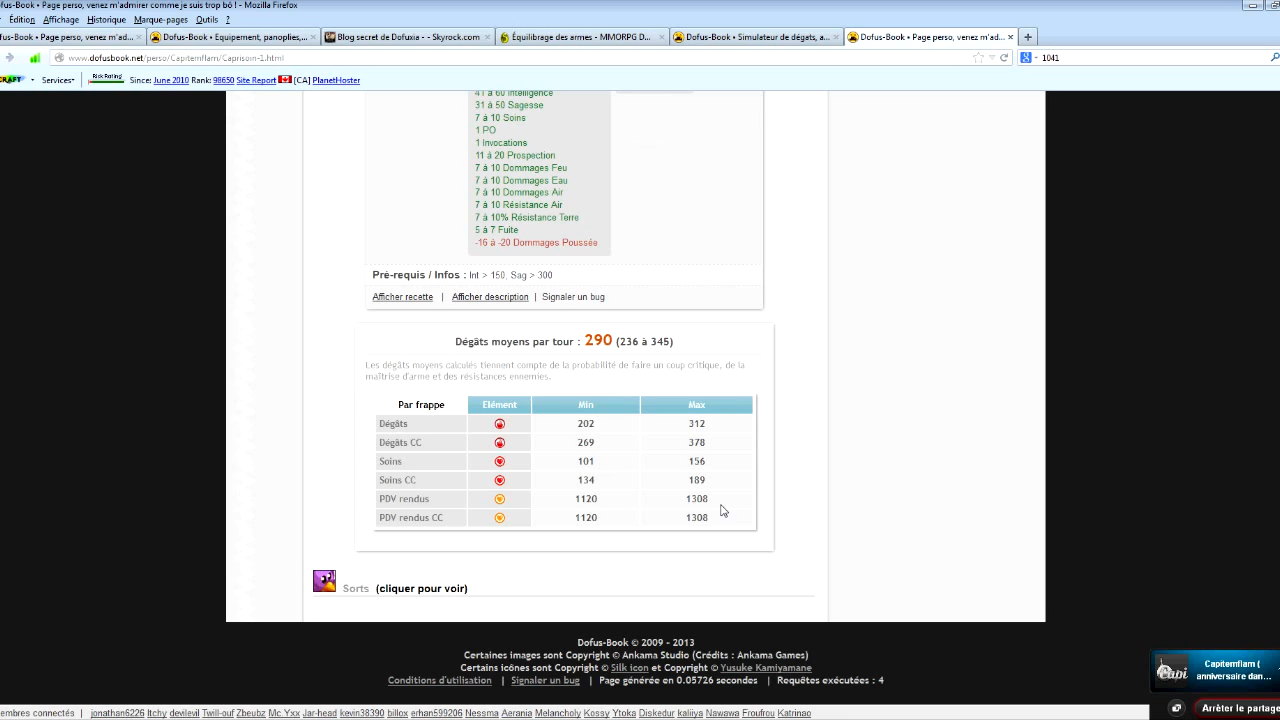 ofus-Book • Page perso, venez m'admirer comme je suis trop bô ! - Mozilla Firefox
Édition Affichage Historique Marque-pages Outils ?
Dofus-Book • Page perso, venez m'ad... × Dofus-Book • Equipement, panoplies,... × Blog secret de Dofuxia - - Skyrock.com × Équilibrage des armes - MMORPG D... × Dofus-Book • Simulateur de dégâts, a... × Dofus-Book • Page perso, venez m'ad... × +
www.dofusbook.net/perso/Capitemflam/Caprisoin-1.html 1041
CRAFT Services Risk Rating Since: June 2010 Rank: 98650 Site Report [CA] PlanetHoster
41 à 60 Intelligence
31 à 50 Sagesse
7 à 10 Soins
1 PO
1 Invocations
11 à 20 Prospection
7 à 10 Dommages Feu
7 à 10 Dommages Eau
7 à 10 Dommages Air
7 à 10 Résistance Air
7 à 10% Résistance Terre
5 à 7 Fuite
-16 à -20 Dommages Poussée
Pré-requis / Infos : Int > 150, Sag > 300
Afficher recette | Afficher description | Signaler un bug
Dégâts moyens par tour : 290 (236 à 345)
Les dégâts moyens calculés tiennent compte de la probabilité de faire un coup critique, de la
maîtrise d'arme et des résistances ennemies.
Par frappe Elément Min Max
Dégâts 202 312
Dégâts CC 269 378
Soins 101 156
Soins CC 134 189
PDV rendus 1120 1308
PDV rendus CC 1120 1308
Sorts (cliquer pour voir)
Dofus-Book © 2009 - 2013
Certaines images sont Copyright © Ankama Studio (Crédits : Ankama Games)
Certains icônes sont Copyright © Silk icon et Copyright © Yusuke Kamiyamane
Conditions d'utilisation | Signaler un bug | Page générée en 0.05726 secondes | Requêtes exécutées : 4
Capi
Capitemflam (
anniversaire dan...
embres connectés | jonathan6226 Itchy devilevil Twill-ouf Zbeubz Mc.Yxx Jar-head kevin38390 billox erhan599206 Nessma Aerania Melancholy Kossy Ytoka Diskedur kaliiya Nawawa Froufrou Katrinao
Arrêter le partage